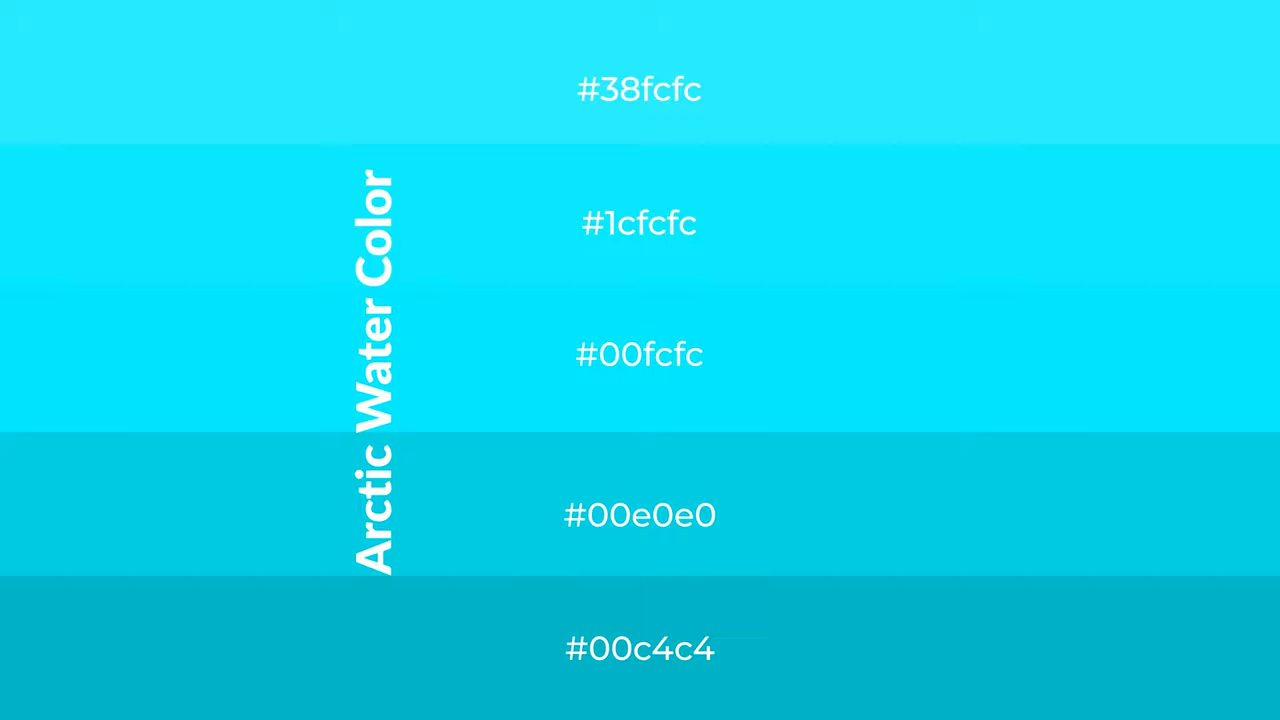 Arctic Water Color
#38fcfc
#1cfcfc
#00fcfc
#00e0e0
#00c4c4